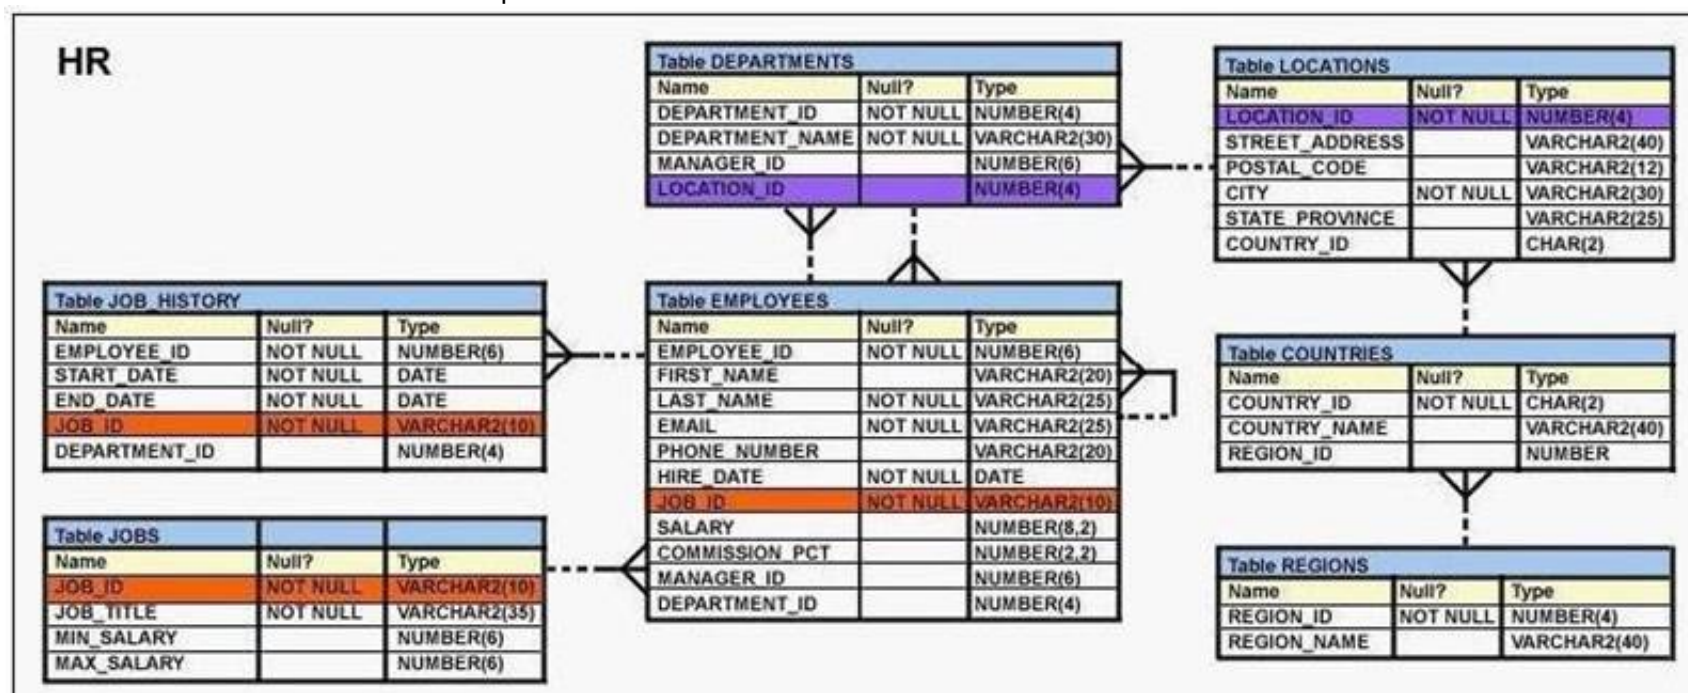 HR
Table DEPARTMENTS
Name Null? Type
DEPARTMENT_ID NOT NULL NUMBER(4)
DEPARTMENT_NAME NOT NULL VARCHAR2(30)
MANAGER_ID NUMBER(6)
LOCATION_ID NUMBER(4)
Table LOCATIONS
Name Null? Type
LOCATION_ID NOT NULL NUMBER(4)
STREET_ADDRESS VARCHAR2(40)
POSTAL_CODE VARCHAR2(12)
CITY NOT NULL VARCHAR2(30)
STATE_PROVINCE VARCHAR2(25)
COUNTRY_ID CHAR(2)
Table JOB_HISTORY
Name Null? Type
EMPLOYEE_ID NOT NULL NUMBER(6)
START_DATE NOT NULL DATE
END_DATE NOT NULL DATE
JOB_ID NOT NULL VARCHAR2(10)
DEPARTMENT_ID NUMBER(4)
Table EMPLOYEES
Name Null? Type
EMPLOYEE_ID NOT NULL NUMBER(6)
FIRST_NAME VARCHAR2(20)
LAST_NAME NOT NULL VARCHAR2(25)
EMAIL NOT NULL VARCHAR2(25)
PHONE_NUMBER VARCHAR2(20)
HIRE_DATE NOT NULL DATE
JOB_ID NOT NULL VARCHAR2(10)
SALARY NUMBER(8,2)
COMMISSION_PCT NUMBER(2,2)
MANAGER_ID NUMBER(6)
DEPARTMENT_ID NUMBER(4)
Table COUNTRIES
Name Null? Type
COUNTRY_ID NOT NULL CHAR(2)
COUNTRY_NAME VARCHAR2(40)
REGION_ID NUMBER
Table JOBS
Name Null? Type
JOB_ID NOT NULL VARCHAR2(10)
JOB_TITLE NOT NULL VARCHAR2(35)
MIN_SALARY NUMBER(6)
MAX_SALARY NUMBER(6)
Table REGIONS
Name Null? Type
REGION_ID NOT NULL NUMBER(4)
REGION_NAME VARCHAR2(40)